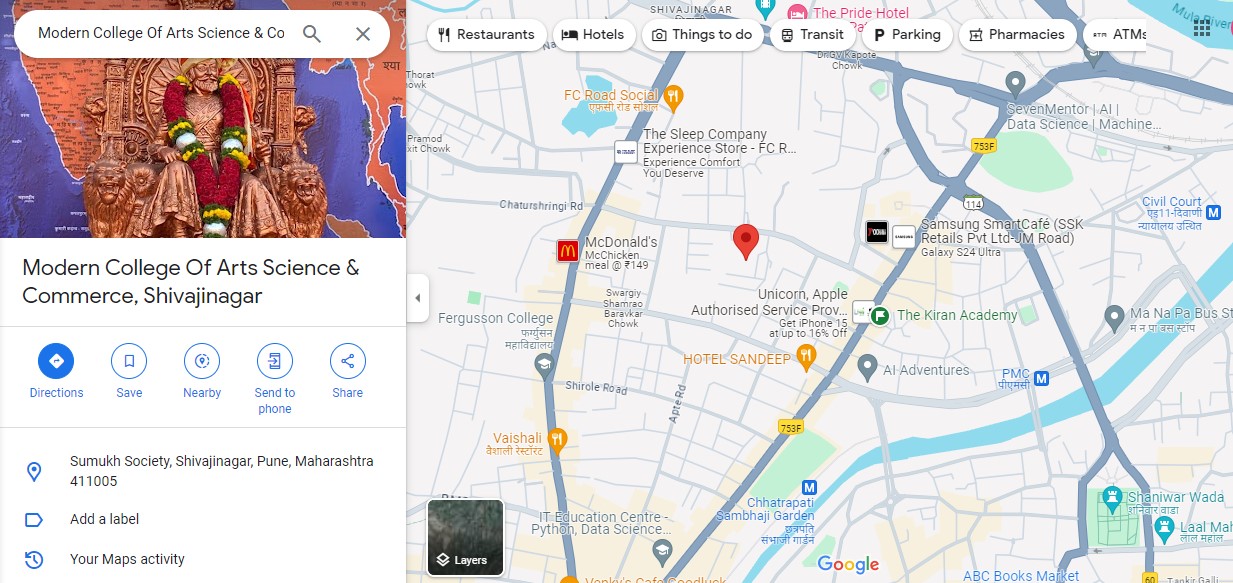 Modern College Of Arts Science & Co
Restaurants
Hotels
Things to do
Transit
Parking
Pharmacies
ATMs
Modern College Of Arts Science &
Commerce, Shivajinagar
Directions
Save
Nearby
Send to
phone
Share
Sumukh Society, Shivajinagar, Pune, Maharashtra
411005
Add a label
Your Maps activity
SHIVAJINAGAR
The Pride Hotel
Mula River
Dr.GV Kapote
Chowk
Thorat
FC Road Social
एफसी रोड सोशल
SevenMentor | AI |
Data Science | Machine...
Pramod
xit Chowk
The Sleep Company
Experience Store - FC R...
Experience Comfort
You Deserve
753F
114
Chaturshringi Rd
Civil Court
न्यायालय
Samsung SmartCafé (SSK
Retails Pvt Ltd-JM Road)
Galaxy S24 Ultra
McDonald's
McChicken
meal @ ₹149
Swargiy
Shamrao
Baravkar
Chowk
Unicorn, Apple
Authorised Service Prov...
Get iPhone 15
at up to 16% Off
The Kiran Academy
Ma Na Pa Bus St
म न पा बस स्टॉप
Fergusson College
फर्ग्युसन
महाविद्यालय
HOTEL SANDEEP
AI Adventures
PMC
पीएमसी
Shirole Road
Apte Rd
753F
Vaishali
वैशाली रेस्टॉरंट
Chhatrapati
Sambhaji Garden
छत्रपति
संभाजी गार्डन
Shaniwar Wada
शनिवार वाडा
Laal Mah
लाल महाल
IT Education Centre -
Python, Data Science...
Layers
Google
ABC Books Market
60
Tankir Galli
Venky's Cafe Goodluck